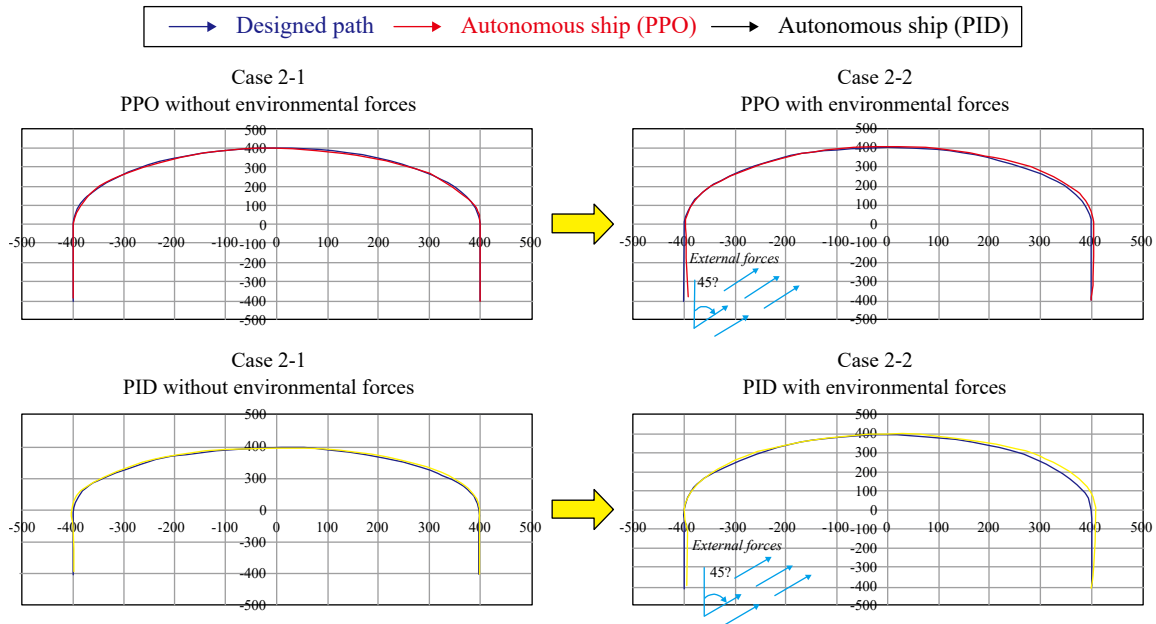 Designed path Autonomous ship (PPO) Autonomous ship (PID)
Case 2-1
PPO without environmental forces
500
400
300
200
100
0
-500 -400 -300 -200 -100 0 100 200 300 400 500
-100
-200
-300
-400
-500
Case 2-2
PPO with environmental forces
500
400
300
200
100
0
-500 -400 -300 -200 -100 0 100 200 300 400 500
-100
-200
External forces
-300
45?
-400
-500
Case 2-1
PID without environmental forces
500
400
300
0
-500 -400 -300 -200 -100 0 100 200 300 400 500
-200
-400
-500
Case 2-2
PID with environmental forces
500
400
300
200
100
0
-500 -400 -300 -200 -100 0 100 200 300 400 500
-200
External forces
-300
45?
-400
-500